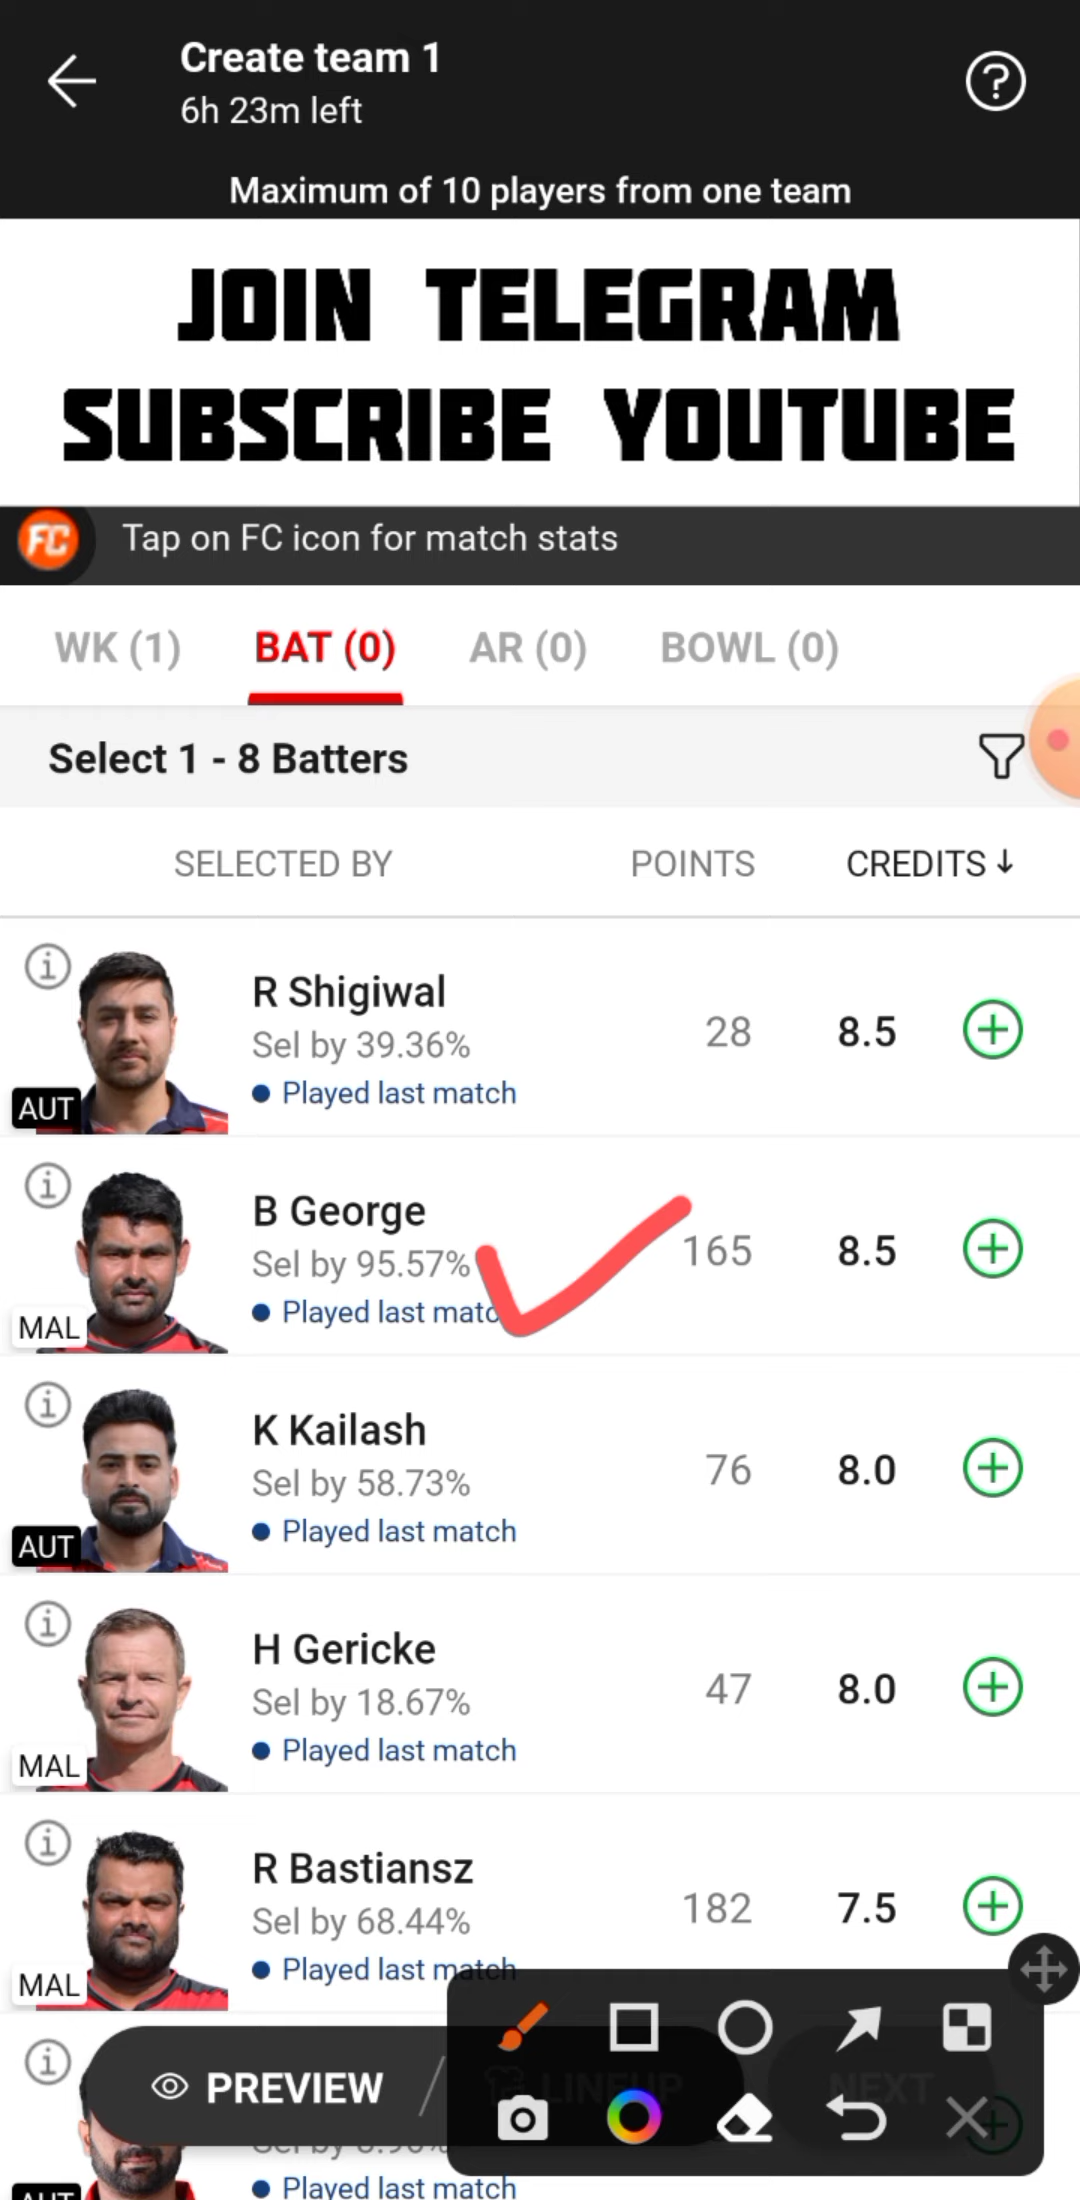 Create team 1
6h 23m left
Maximum of 10 players from one team
JOIN TELEGRAM
SUBSCRIBE YOUTUBE
FC Tap on FC icon for match stats
WK (1) BAT (0) AR (0) BOWL (0)
Select 1 - 8 Batters
SELECTED BY POINTS CREDITS ↓
R Shigiwal
Sel by 39.36% 28 8.5
Played last match
AUT
B George
Sel by 95.57% 165 8.5
Played last matc
MAL
K Kailash
Sel by 58.73% 76 8.0
Played last match
AUT
H Gericke
Sel by 18.67% 47 8.0
Played last match
MAL
R Bastiansz
Sel by 68.44% 182 7.5
Played last match
MAL
PREVIEW / LINEUP NEXT
Played last match
AUT